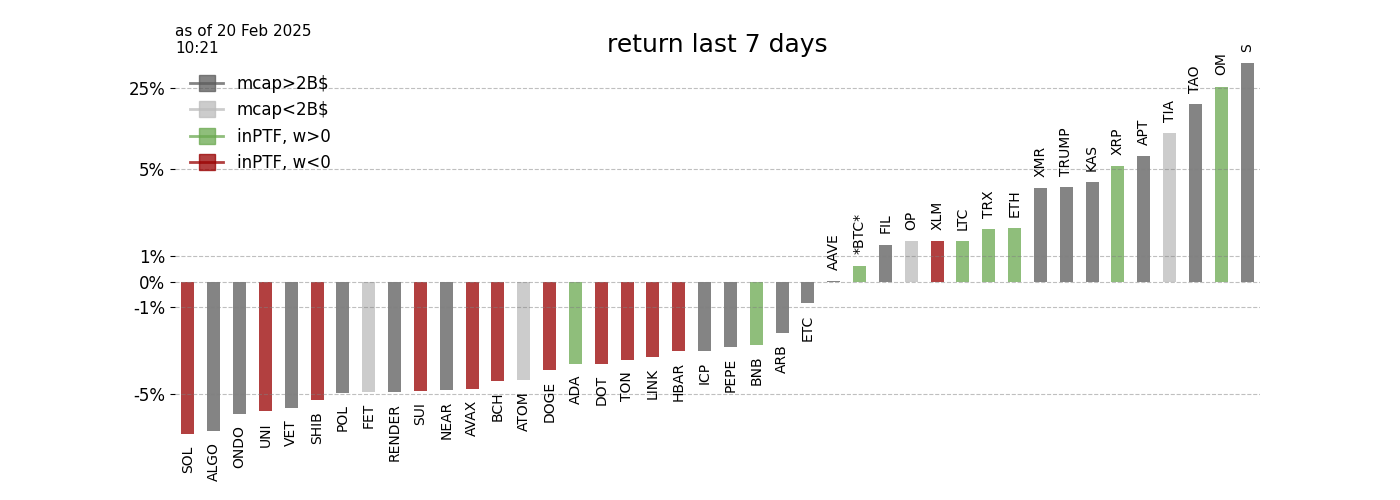 as of 20 Feb 2025
10:21
return last 7 days
mcap>2B$
mcap<2B$
inPTF, w>0
inPTF, w<0
25%
5%
1%
0%
-1%
-5%
SOL
ALGO
ONDO
UNI
VET
SHIB
POL
FET
RENDER
SUI
NEAR
AVAX
BCH
ATOM
DOGE
ADA
DOT
TON
LINK
HBAR
ICP
PEPE
BNB
ARB
ETC
AAVE
*BTC*
FIL
OP
XLM
LTC
TRX
ETH
XMR
TRUMP
KAS
XRP
APT
TIA
TAO
OM
S